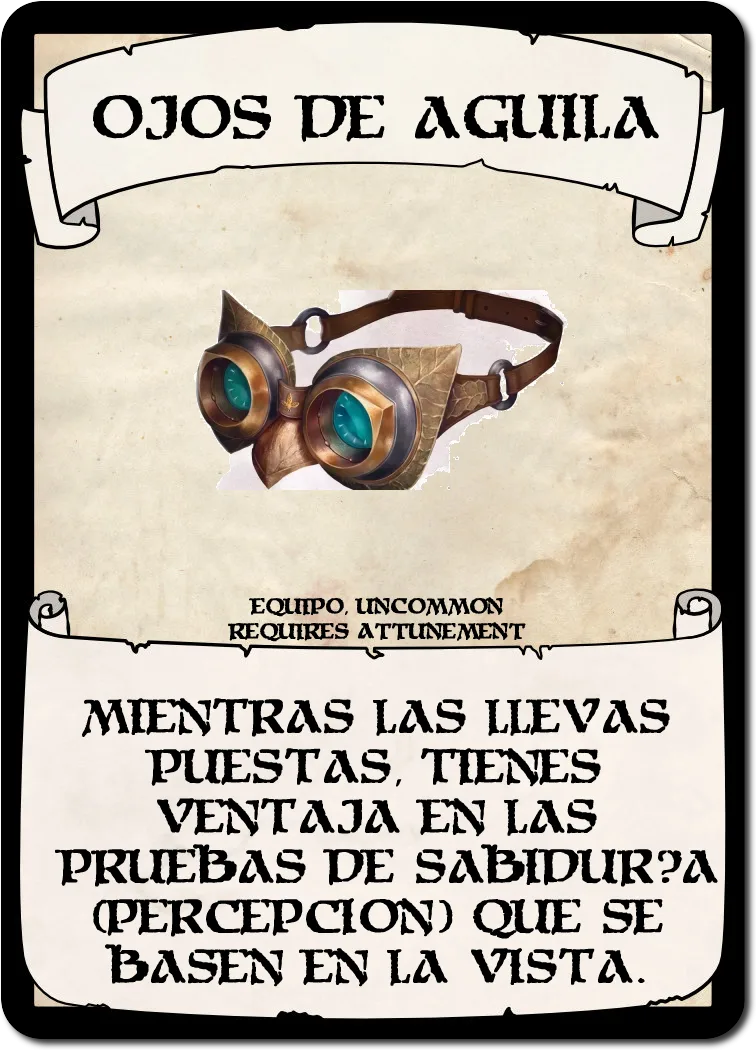 OJOS DE AGUILA
EQUIPO, UNCOMMON
REQUIRES ATTUNEMENT
MIENTRAS LAS LLEVAS
PUESTAS, TIENES
VENTAJA EN LAS
PRUEBAS DE SABIDUR?A
(PERCEPCION) QUE SE
BASEN EN LA VISTA.